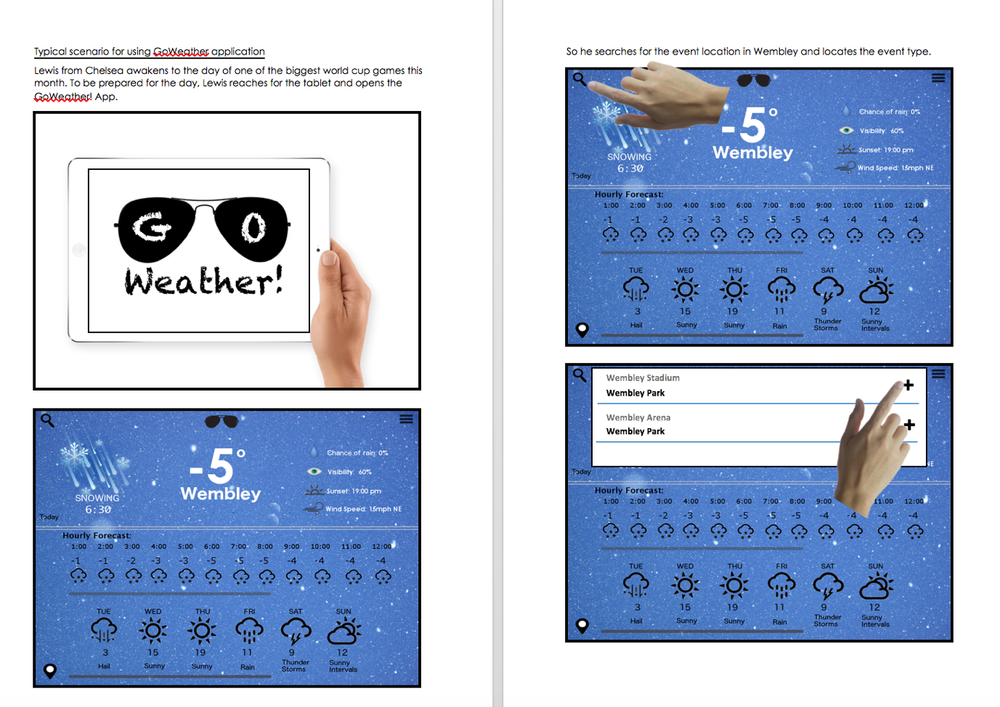 Typical scenario for using GoWeather application
Lewis from Chelsea awakens to the day of one of the biggest world cup games this
month. To be prepared for the day, Lewis reaches for the tablet and opens the
GoWeather! App.
G O
Weather!
-5°
Wembley
SNOWING
6:30
Today
Chance of rain: 0%
Visibility: 60%
Sunset: 19:00 pm
Wind Speed: 15mph NE
Hourly Forecast:
1:00 2:00 3:00 4:00 5:00 6:00 7:00 8:00 9:00 10:00 11:00 12:00
-1 -1 -2 -3 -3 -5 -5 -5 -4 -4 -4 -4
TUE WED THU FRI SAT SUN
3 15 19 11 9 12
Hail Sunny Sunny Rain Thunder Storms Sunny Intervals
So he searches for the event location in Wembley and locates the event type.
-5°
Wembley
SNOWING
6:30
Today
Chance of rain: 0%
Visibility: 60%
Sunset: 19:00 pm
Wind Speed: 15mph NE
Hourly Forecast:
1:00 2:00 3:00 4:00 5:00 6:00 7:00 8:00 9:00 10:00 11:00 12:00
-1 -1 -2 -3 -3 -5 -5 -5 -4 -4 -4 -4
TUE WED THU FRI SAT SUN
3 15 19 11 9 12
Hail Sunny Sunny Rain Thunder Storms Sunny Intervals
Wembley Stadium
Wembley Park
Wembley Arena
Wembley Park
NE
Today
Hourly Forecast:
1:00 2:00 3:00 4:00 5:00 6:00 7:00 8:00 9:00 11:00 12:00
-1 -1 -2 -3 -3 -5 -5 -5 -4 -4 -4 -4
TUE WED THU FRI SAT SUN
3 15 19 11 9 12
Hail Sunny Sunny Rain Thunder Storms Sunny Intervals